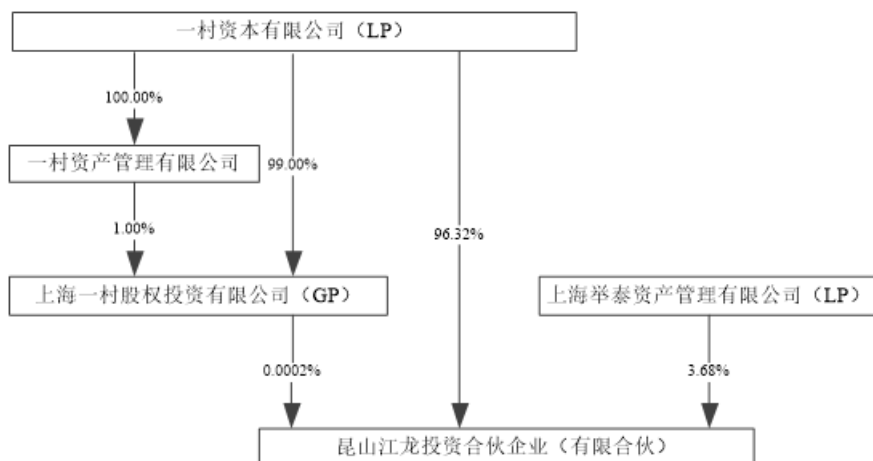 一村资本有限公司（LP）
100.00%
一村资产管理有限公司
99.00%
1.00%
96.32%
上海一村股权投资有限公司（GP）
上海举泰资产管理有限公司（LP）
0.0002%
3.68%
昆山江龙投资合伙企业（有限合伙）